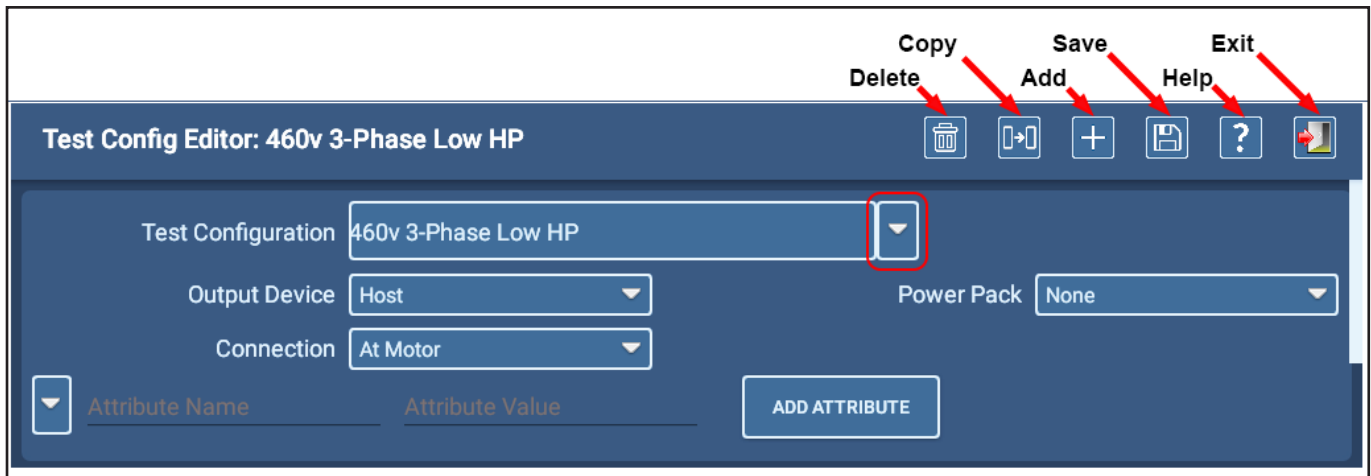 Copy Save Exit
Delete Add Help
Test Config Editor: 460v 3-Phase Low HP
?
Test Configuration 460v 3-Phase Low HP
Output Device Host Power Pack None
Connection At Motor
Attribute Name Attribute Value ADD ATTRIBUTE